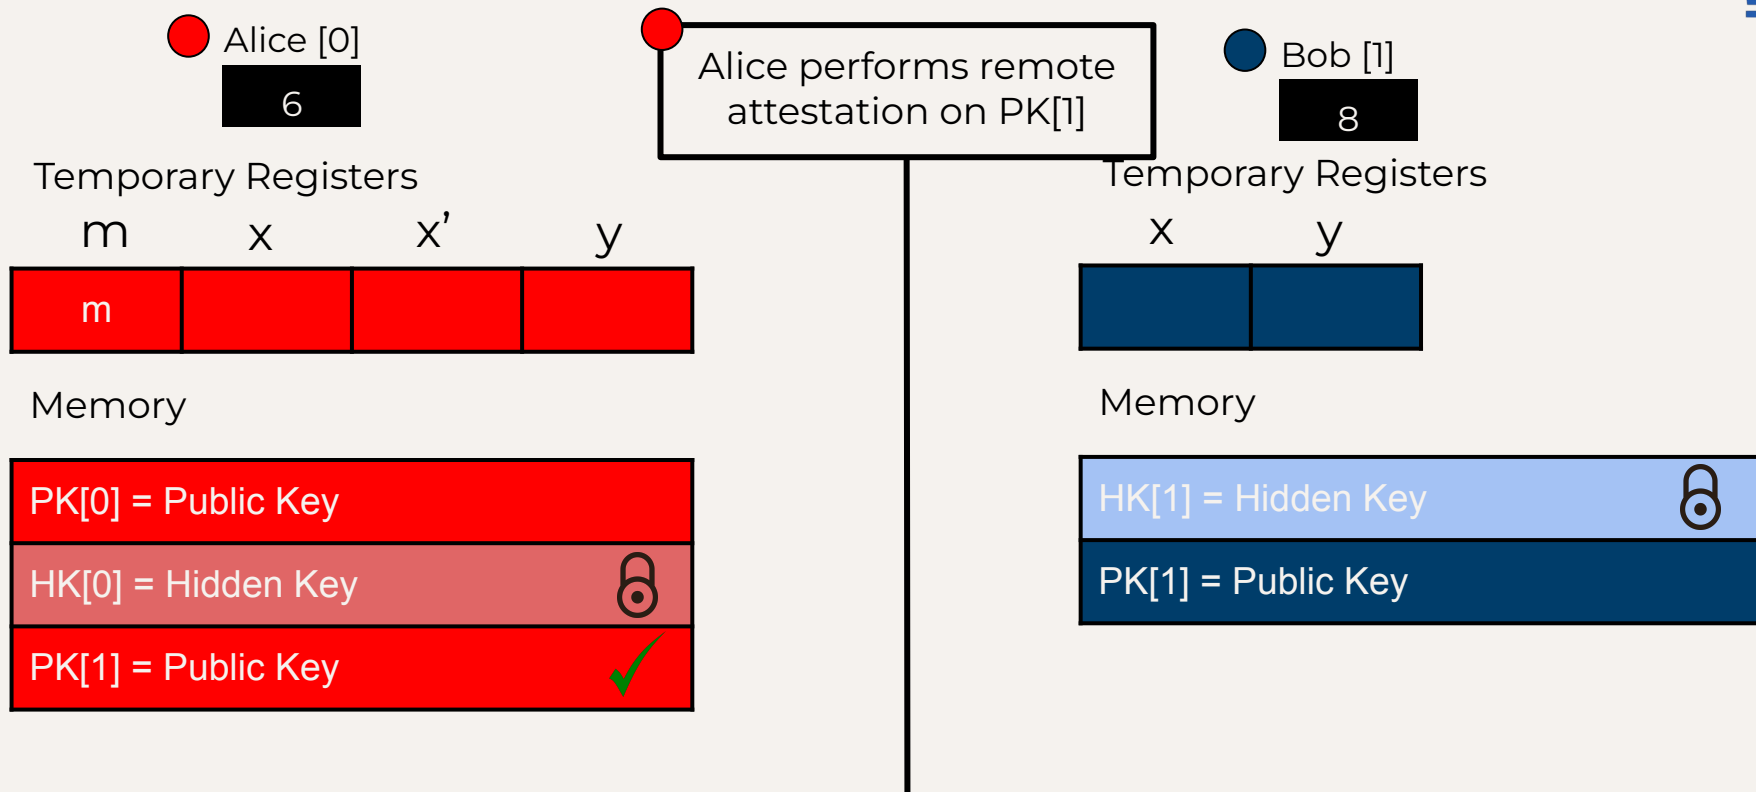 Alice [0]
6
Alice performs remote
attestation on PK[1]
Bob [1]
8
Temporary Registers
m x x’ y
m
Memory
PK[0] = Public Key
HK[0] = Hidden Key
PK[1] = Public Key
Temporary Registers
x y
Memory
HK[1] = Hidden Key
PK[1] = Public Key